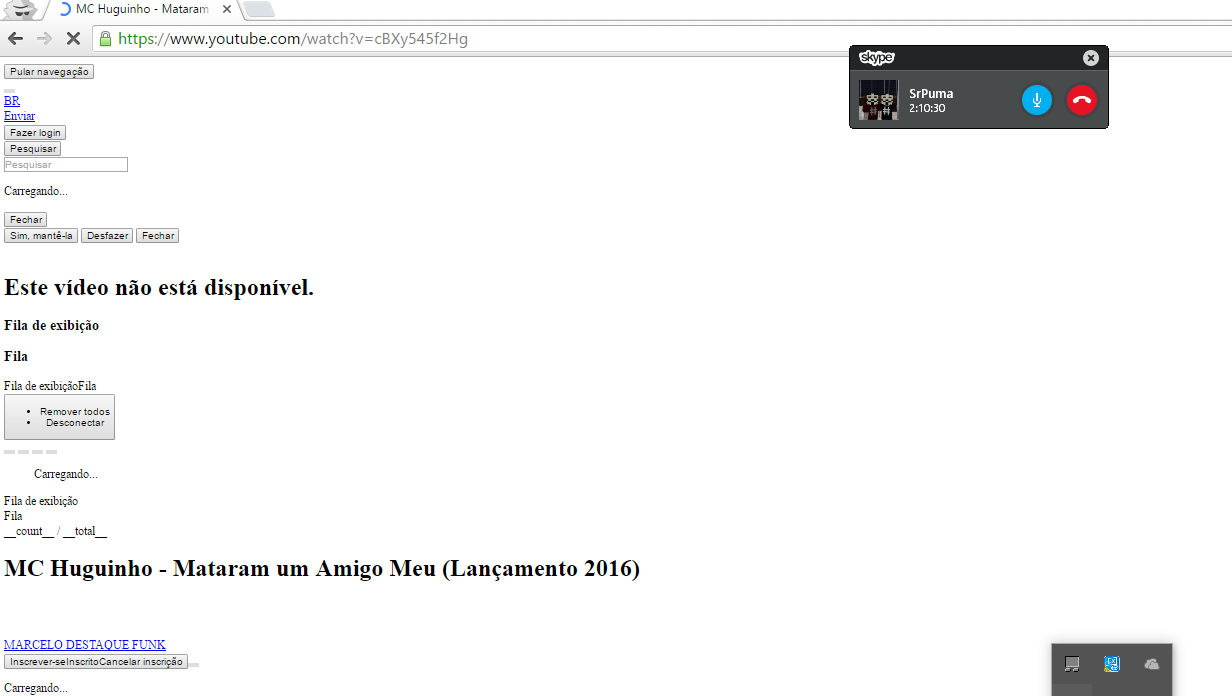 MC Huguinho - Mataram
https://www.youtube.com/watch?v=cBXy545f2Hg
skype
SrPuma
2:10:30
Pular navegação
BR
Enviar
Fazer login
Pesquisar
Pesquisar
Carregando...
Fechar
Sim, mantê-la Desfazer Fechar
Este vídeo não está disponível.
Fila de exibição
Fila
Fila de exibiçãoFila
Remover todos
Desconectar
Carregando...
Fila de exibição
Fila
__count__ / __total__
MC Huguinho - Mataram um Amigo Meu (Lançamento 2016)
MARCELO DESTAQUE FUNK
Inscrever-seInscritoCancelar inscrição
Carregando...